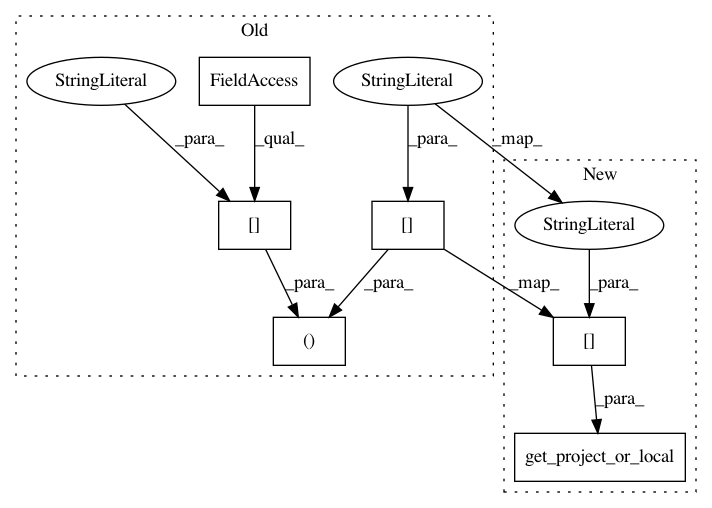 Old
StringLiteral
FieldAccess
StringLiteral
_para_
_qual_
_para_
_map_
New
[]
[]
StringLiteral
_para_
_para_
_map_
_para_
()
[]
_para_
get_project_or_local